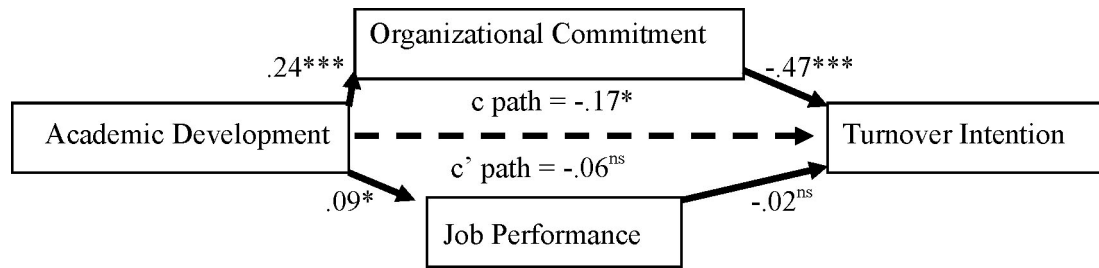 Organizational Commitment
.24***
-.47***
c path = -.17*
Academic Development
Turnover Intention
c’ path = -.06ns
.09*
-.02ns
Job Performance